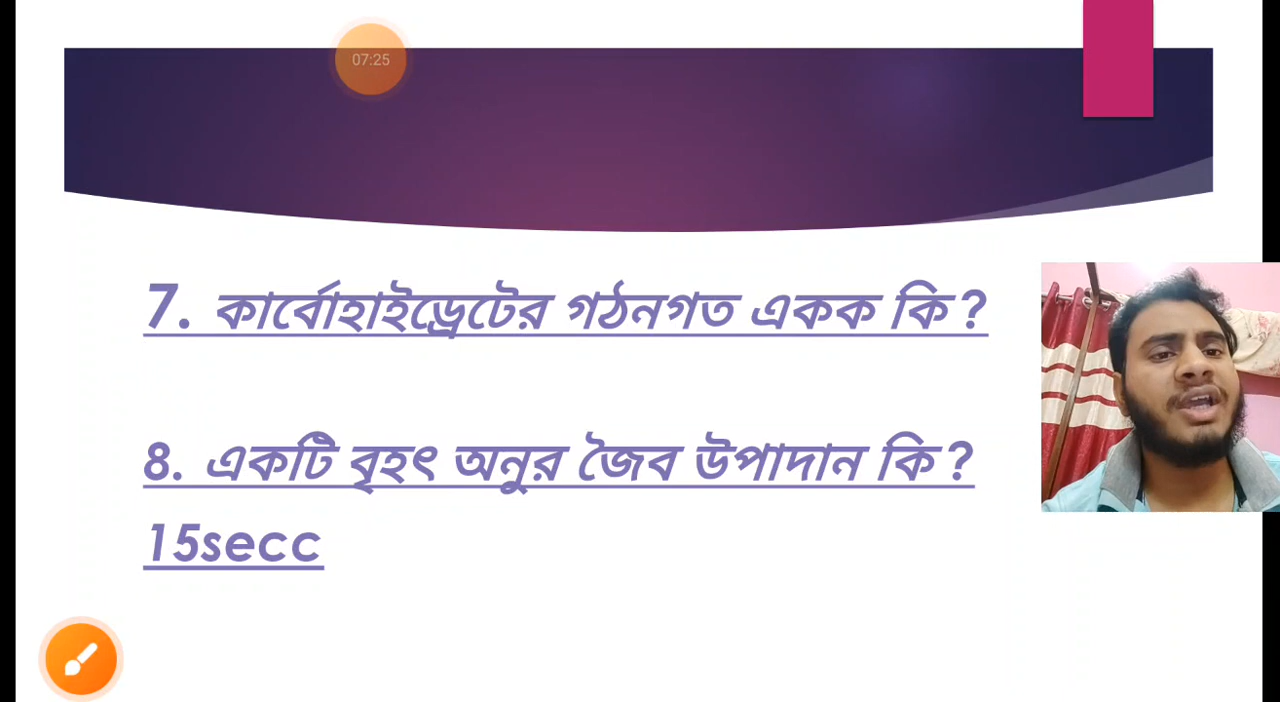 07:25
7. কার্বোহাইড্রেটের গঠনগত একক কি?
8. একটি বৃহৎ অনুর জৈব উপাদান কি?
15secc